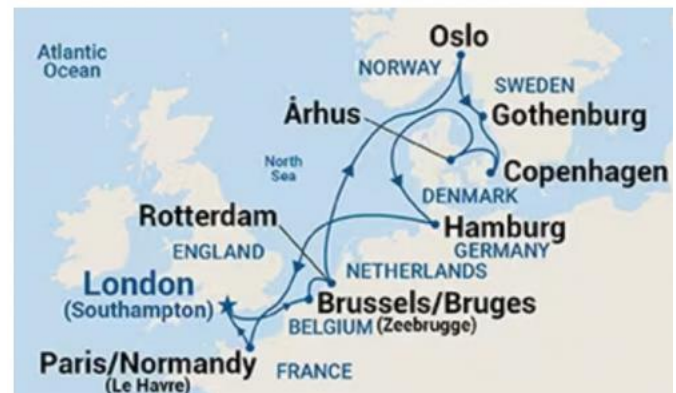 Oslo
Atlantic
Ocean
NORWAY
SWEDEN
Århus
Gothenburg
North
Sea
Copenhagen
DENMARK
Rotterdam
Hamburg
ENGLAND
GERMANY
NETHERLANDS
London
(Southampton)
Brussels/Bruges
BELGIUM (Zeebrugge)
Paris/Normandy
(Le Havre)
FRANCE